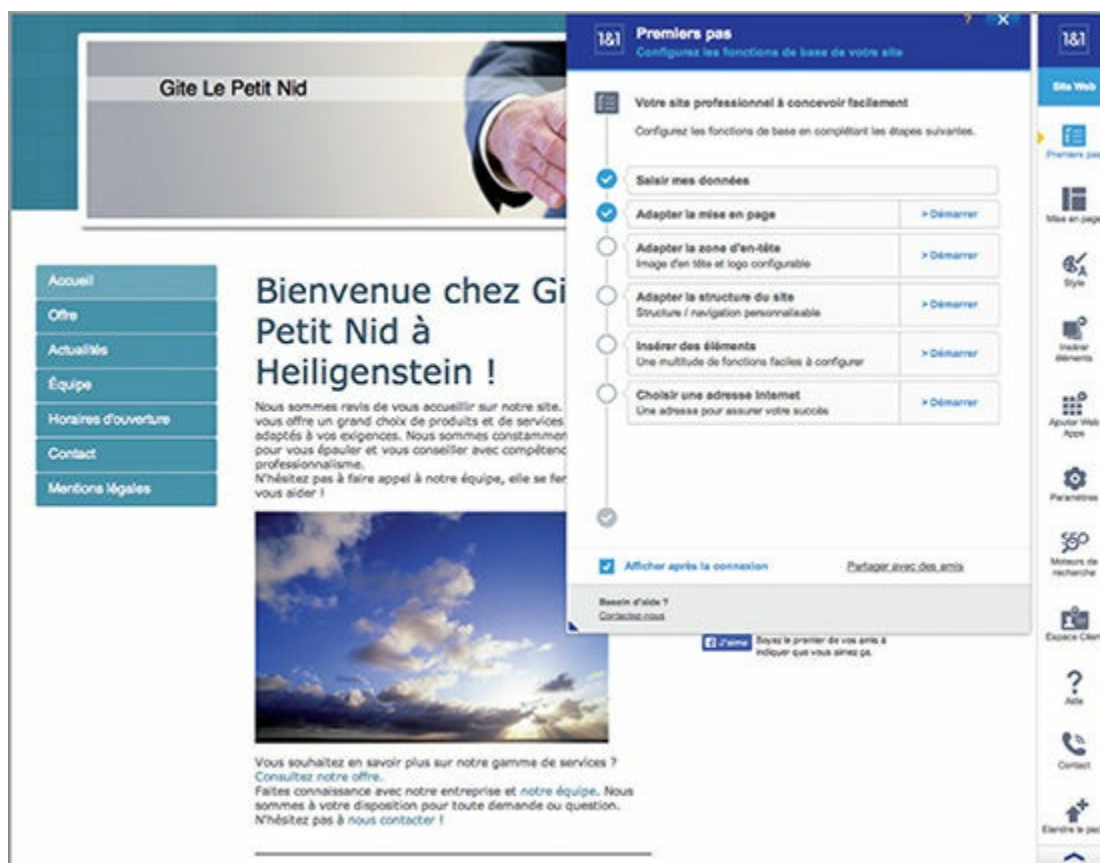 Gite Le Petit Nid
Accueil
Offre
Actualités
Équipe
Horaires d'ouverture
Contact
Mentions légales
Bienvenue chez Gi
Petit Nid à
Heiligenstein !
Nous sommes ravis de vous accueillir sur notre site.
vous offre un grand choix de produits et de services
adaptés à vos exigences. Nous sommes constammen
pour vous épauler et vous conseiller avec compétenc
professionnalisme.
N'hésitez pas à faire appel à notre équipe, elle se fer
vous aider !
Vous souhaitez en savoir plus sur notre gamme de services ?
Consultez notre offre.
Faites connaissance avec notre entreprise et notre équipe. Nous
sommes à votre disposition pour toute demande ou question.
N'hésitez pas à nous contacter !
J'aime
Soyez le premier de vos amis à
indiquer que vous aimez ça.
1&1
Premiers pas
Configurez les fonctions de base de votre site
?
Votre site professionnel à concevoir facilement
Configurez les fonctions de base en complétant les étapes suivantes.
Saisir mes données
Adapter la mise en page
> Démarrer
Adapter la zone d'en-tête
Image d'en tête et logo configurable
> Démarrer
Adapter la structure du site
Structure / navigation personnalisable
> Démarrer
Insérer des éléments
Une multitude de fonctions faciles à configurer
> Démarrer
Choisir une adresse Internet
Une adresse pour assurer votre succès
> Démarrer
Afficher après la connexion
Partager avec des amis
Besoin d'aide ?
Contactez-nous
1&1
Site Web
Premiers pas
Mise en page
Style
Insérer
éléments
Ajouter Web
Apps
Paramètres
SEO
Moteurs de
recherche
Espace Clien
?
Aide
Contact
Etendre le pac